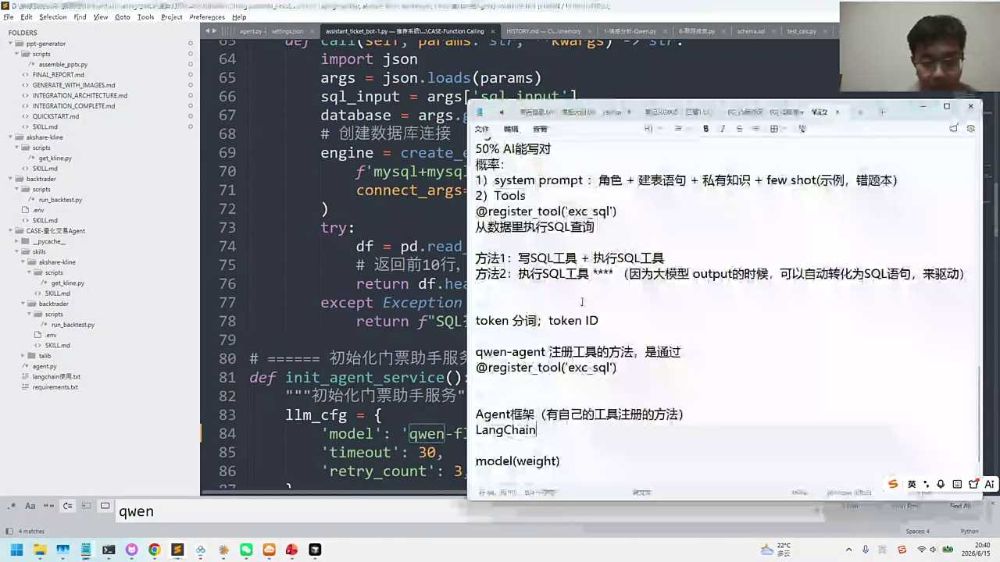 File Edit Selection Find View Goto Tools Project Preferences Help
FOLDERS
ppt-generator
scripts
assemble_pptx.py
FINAL_REPORT.md
GENERATE_WITH_IMAGES.md
INTEGRATION_ARCHITECTURE.md
INTEGRATION_COMPLETE.md
QUICKSTART.md
SKILL.md
akshare-kline
scripts
get_kline.py
SKILL.md
backtrader
scripts
run_backtest.py
.env
SKILL.md
CASE-量化交易Agent
__pycache__
skills
akshare-kline
scripts
get_kline.py
SKILL.md
backtrader
scripts
run_backtest.py
.env
SKILL.md
talib
agent.py
langchain使用.txt
requirements.txt
agent.py
settings.json
assistant_ticket_bot-1.py — 推荐系统\...\CASE-Function Calling
HISTORY.md — C\...\memory
1-情感分析-Qwen.py
schema.sql
test_calc.py
64 import json
65 args = json.loads(params)
66 sql_input = args['sql_input']
67 database = args.g
68 # 创建数据库连接
69 engine = create_e
70 f'mysql+mysq
71 connect_args=
72 )
73 try:
74 df = pd.read_
75 # 返回前10行,
76 return df.hea
77 except Exception
78 return f"SQL
79
80 # ====== 初始化门票助手服务
81 def init_agent_service():
82 """初始化门票助手服务"
83 llm_cfg = {
84 'model': 'qwen-fl
85 'timeout': 30,
86 'retry_count': 3,
文件 编辑 查看
50% AI能写对
概率：
1）system prompt ：角色 + 建表语句 + 私有知识 + few shot(示例，错题本)
2）Tools
@register_tool('exc_sql')
从数据里执行SQL查询
方法1：写SQL工具 + 执行SQL工具
方法2：执行SQL工具 **** （因为大模型 output的时候，可以自动转化为SQL语句，来驱动）
token 分词；token ID
qwen-agent 注册工具的方法，是通过
@register_tool('exc_sql')
Agent框架（有自己的工具注册的方法）
LangChain
model(weight)
英
qwen
4 matches
Spaces: 4 Python
22°C
多云
20:40
2026/6/15